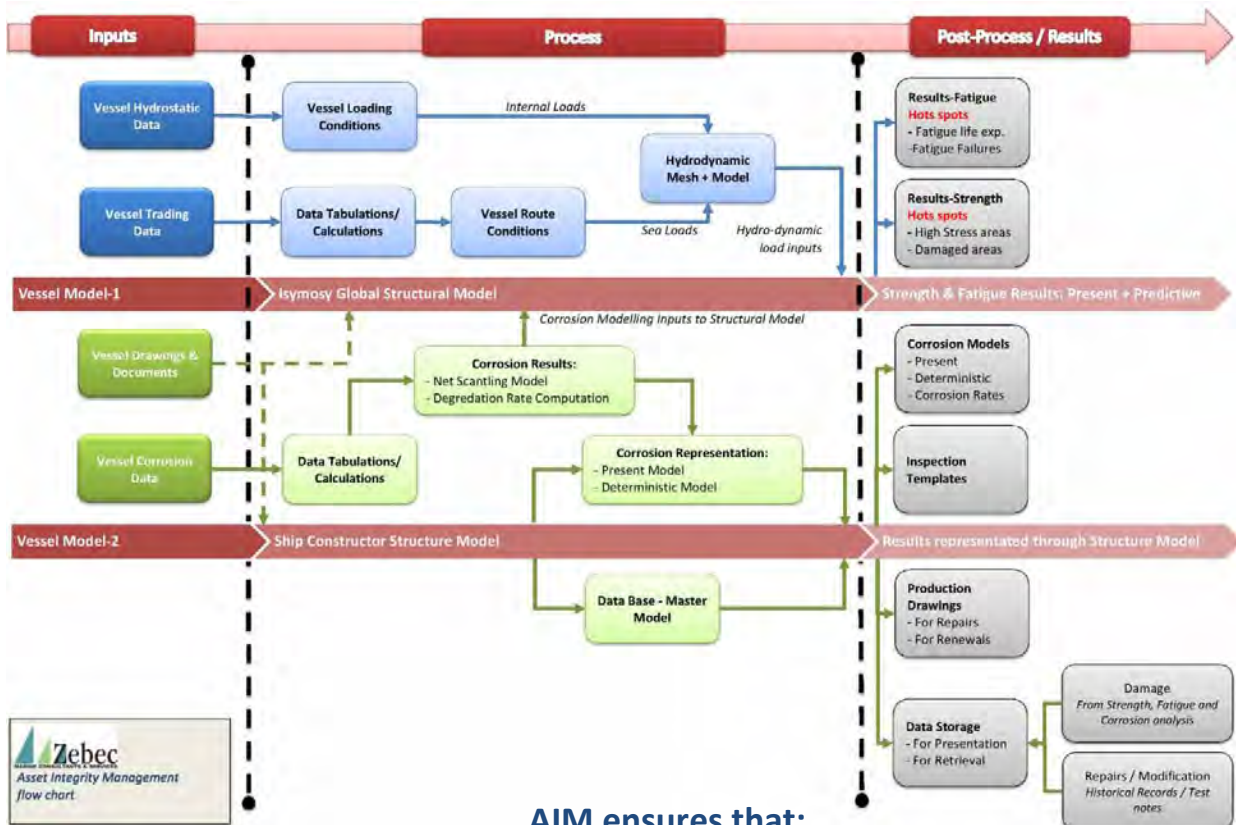 Inputs
Process
Post-Process / Results
Vessel Hydrostatic
Data
Vessel Loading
Conditions
Internal Loads
Hydrodynamic
Mesh + Model
Results-Fatigue
Hots spots
- Fatigue life exp.
-Fatigue Failures
Vessel Trading
Data
Data Tabulations/
Calculations
Vessel Route
Conditions
Sea Loads
Hydro-dynamic
load inputs
Results-Strength
Hots spots
- High Stress areas
- Damaged areas
Vessel Model-1
Isymosy Global Structural Model
Strength & Fatigue Results: Present + Predictive
Corrosion Modelling Inputs to Structural Model
Vessel Drawings &
Documents
Corrosion Results:
- Net Scantling Model
- Degredation Rate Computation
Corrosion Models
- Present
- Deterministic
- Corrosion Rates
Vessel Corrosion
Data
Data Tabulations/
Calculations
Corrosion Representation:
- Present Model
- Deterministic Model
Inspection
Templates
Vessel Model-2
Ship Constructor Structure Model
Results representated through Structure Model
Data Base - Master
Model
Production
Drawings
- For Repairs
- For Renewals
Data Storage
- For Presentation
- For Retrieval
Damage
From Strength, Fatigue and
Corrosion analysis
Repairs / Modification
Historical Records / Test
notes
Zebec
MARINE CONSULTANTS & SERVICES
Asset Integrity Management
flow chart
AIM ensures that: